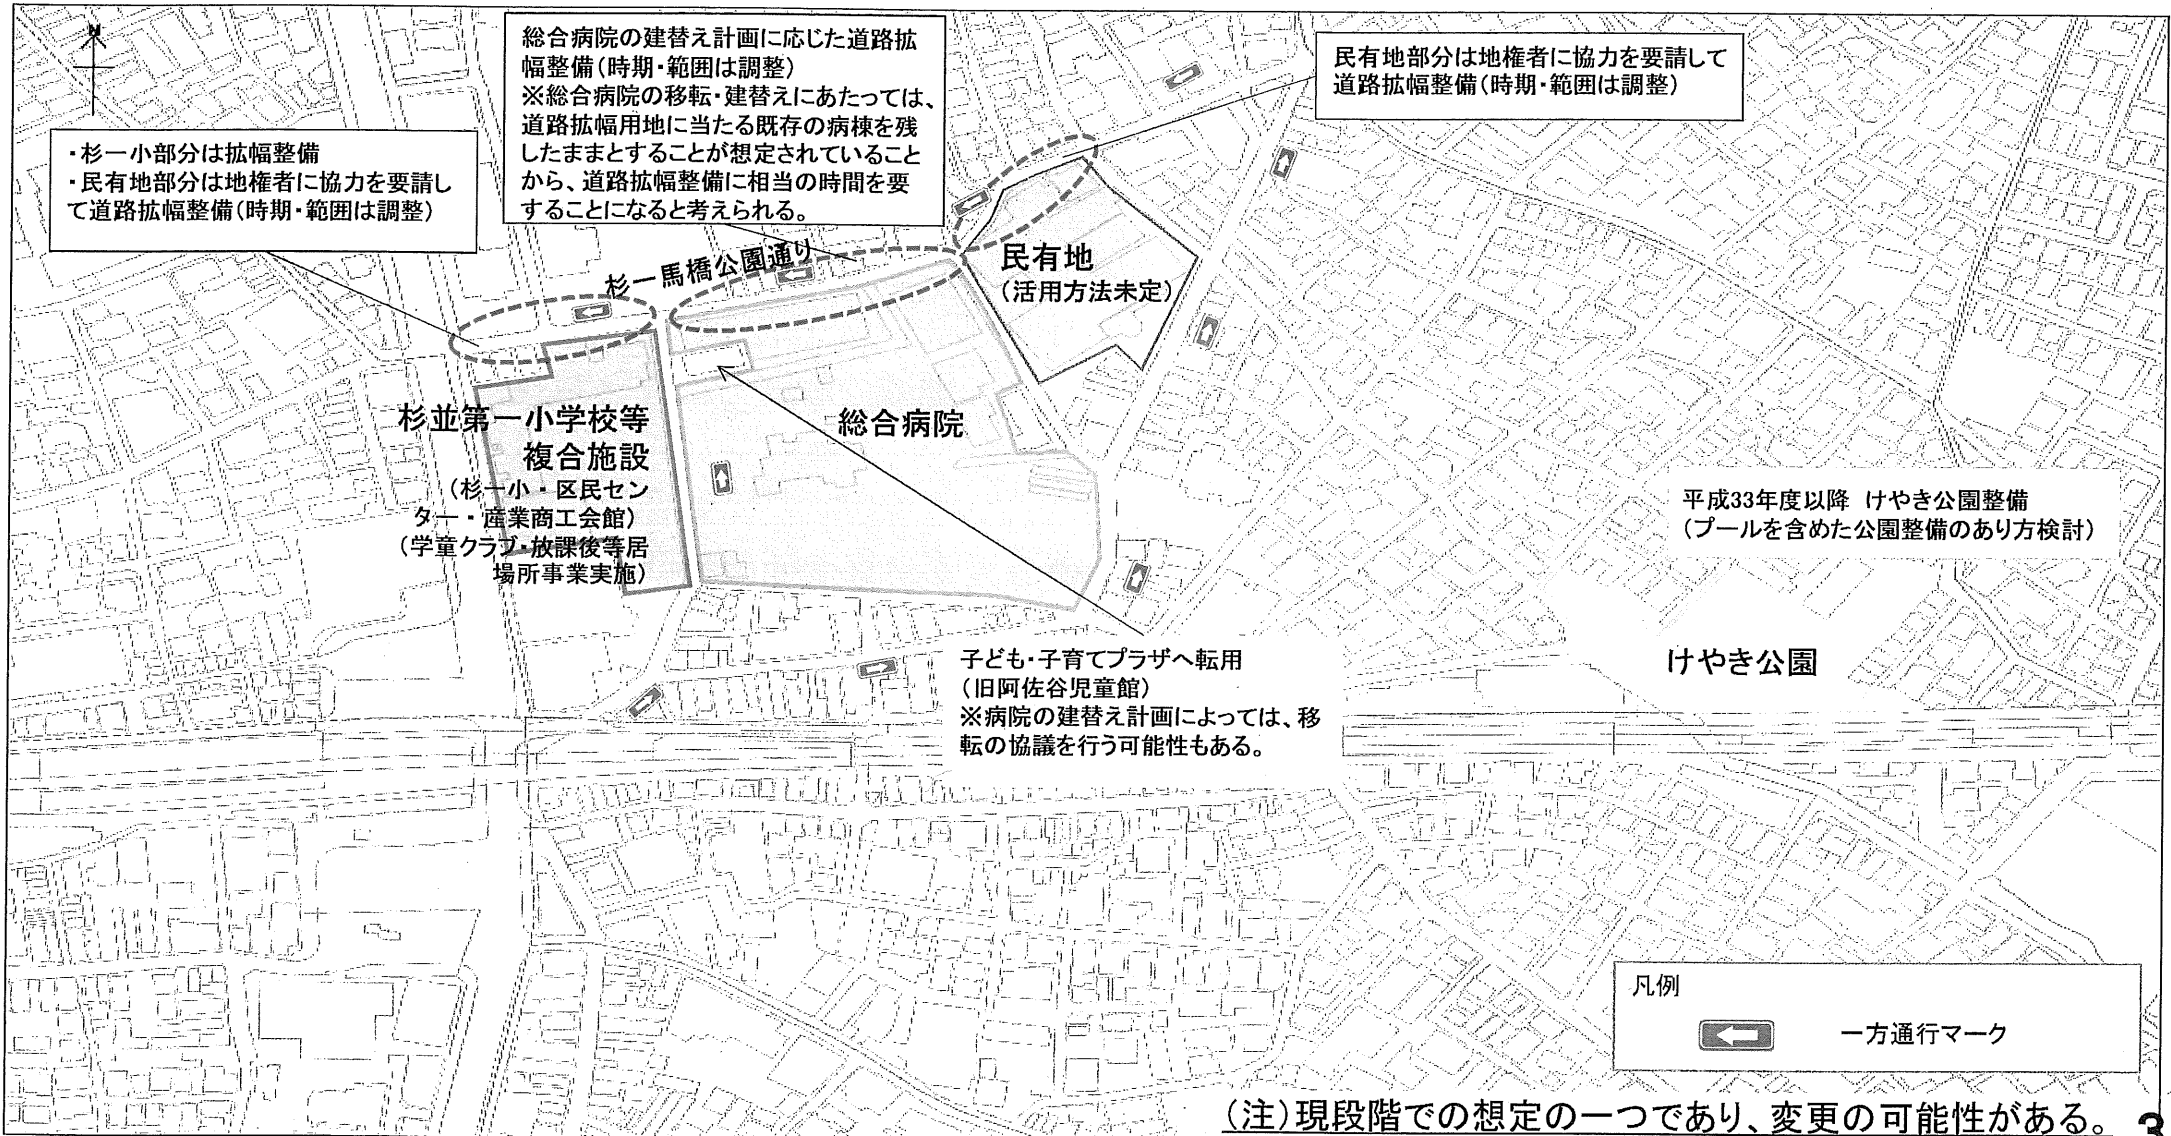 N
総合病院の建替え計画に応じた道路拡
幅整備(時期・範囲は調整)
※総合病院の移転・建替えにあたっては、
道路拡幅用地に当たる既存の病棟を残
したままとすることが想定されていること
から、道路拡幅整備に相当の時間を要
することになると考えられる。
民有地部分は地権者に協力を要請して
道路拡幅整備(時期・範囲は調整)
・杉一小部分は拡幅整備
・民有地部分は地権者に協力を要請し
て道路拡幅整備(時期・範囲は調整)
杉一馬橋公園通り
民有地
(活用方法未定)
杉並第一小学校等
複合施設
(杉一小・区民セン
ター・産業商工会館)
(学童クラブ・放課後等居
場所事業実施)
総合病院
平成33年度以降 けやき公園整備
(プールを含めた公園整備のあり方検討)
けやき公園
子ども・子育てプラザへ転用
(旧阿佐谷児童館)
※病院の建替え計画によっては、移
転の協議を行う可能性もある。
凡例
一方通行マーク
(注)現段階での想定の一つであり、変更の可能性がある。
3